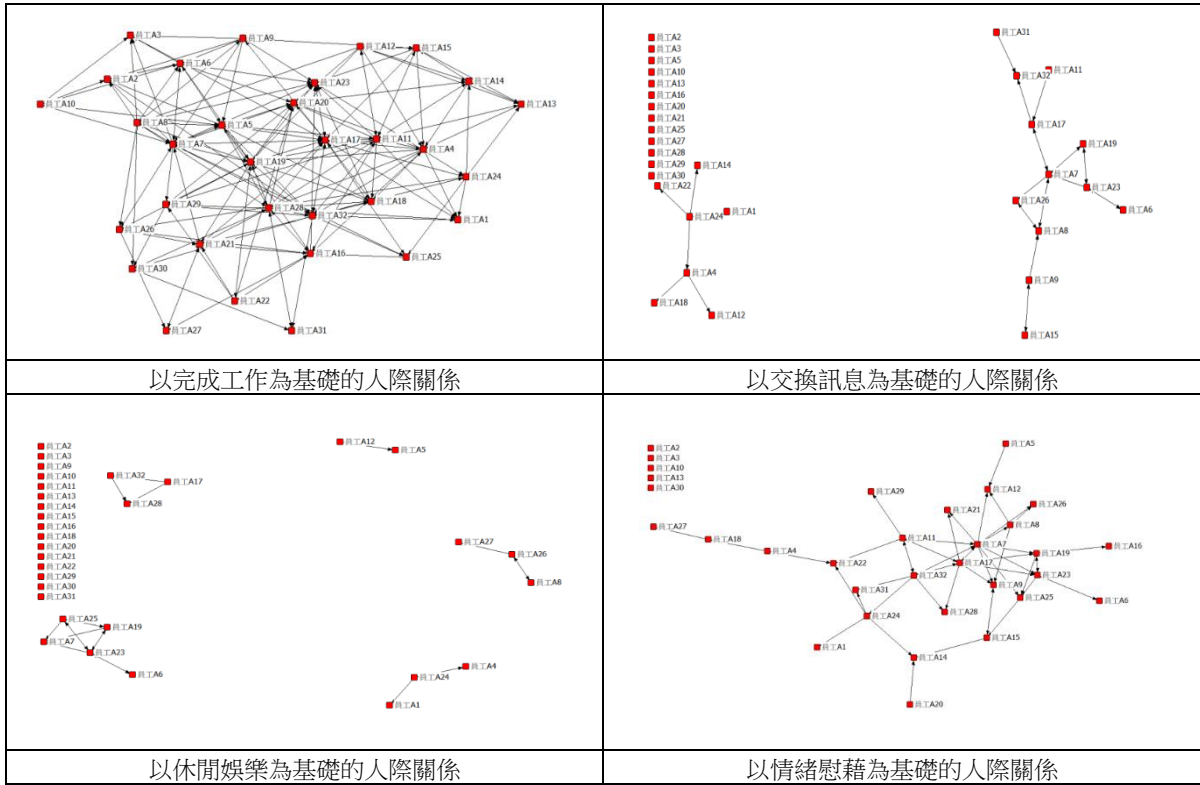 員工A3
員工A9
員工A12
員工A15
員工A6
員工A2
員工A23
員工A14
員工A10
員工A20
員工A13
員工A8
員工A5
員工A7
員工A17
員工A11
員工A4
員工A19
員工A24
員工A29
員工A28
員工A18
員工A32
員工A1
員工A26
員工A21
員工A16
員工A25
員工A30
員工A22
員工A27
員工A31
以完成工作為基礎的人際關係
員工A2
員工A3
員工A5
員工A10
員工A13
員工A16
員工A20
員工A21
員工A25
員工A27
員工A28
員工A29
員工A30
員工A22
員工A14
員工A24
員工A1
員工A4
員工A18
員工A12
員工A31
員工A11
員工A32
員工A17
員工A19
員工A7
員工A23
員工A26
員工A6
員工A8
員工A9
員工A15
以交換訊息為基礎的人際關係
員工A2
員工A3
員工A9
員工A10
員工A11
員工A13
員工A14
員工A15
員工A16
員工A18
員工A20
員工A21
員工A22
員工A29
員工A30
員工A31
員工A12
員工A5
員工A32
員工A17
員工A28
員工A27
員工A26
員工A8
員工A25
員工A19
員工A7
員工A23
員工A6
員工A4
員工A24
員工A1
以休閒娛樂為基礎的人際關係
員工A2
員工A3
員工A10
員工A13
員工A30
員工A5
員工A29
員工A12
員工A21
員工A26
員工A27
員工A8
員工A18
員工A11
員工A7
員工A4
員工A19
員工A16
員工A22
員工A17
員工A32
員工A23
員工A31
員工A9
員工A25
員工A6
員工A24
員工A28
員工A15
員工A1
員工A14
員工A20
以情緒慰藉為基礎的人際關係